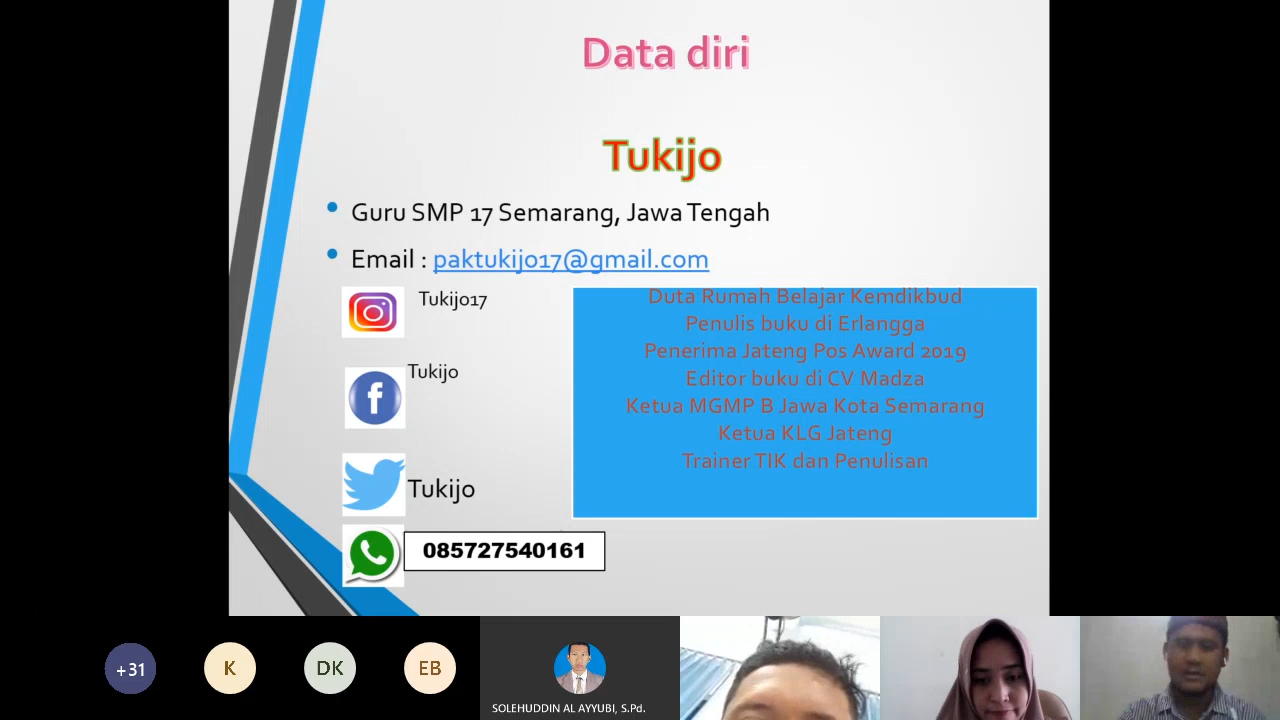 Data diri
Tukijo
Guru SMP 17 Semarang, Jawa Tengah
Email : paktukijo17@gmail.com
Tukijo17
Tukijo
Tukijo
085727540161
Duta Rumah Belajar Kemdikbud
Penulis buku di Erlangga
Penerima Jateng Pos Award 2019
Editor buku di CV Madza
Ketua MGMP B Jawa Kota Semarang
Ketua KLG Jateng
Trainer TIK dan Penulisan
+31
K
DK
EB
SOLEHUDDIN AL AYYUBI, S.Pd.